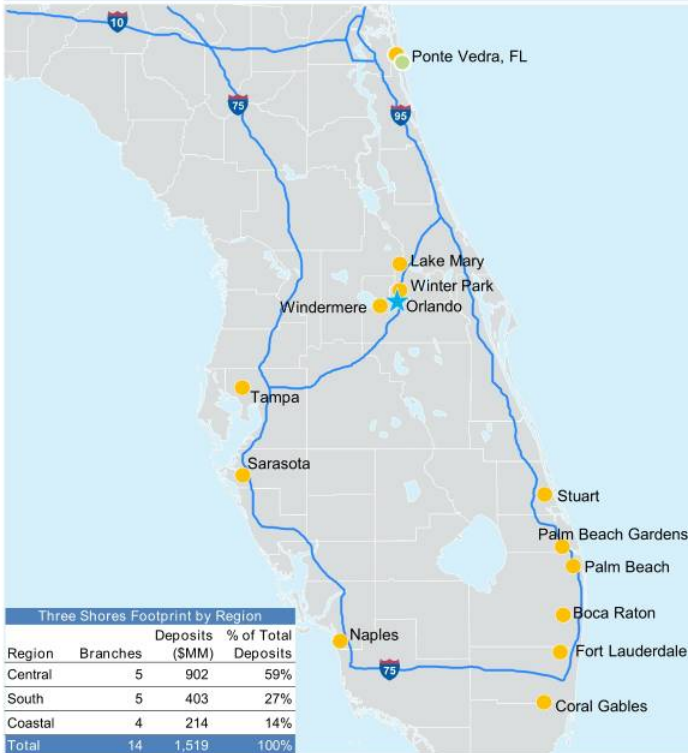 10
Ponte Vedra, FL
75
95
Lake Mary
Winter Park
Windermere
Orlando
Tampa
Sarasota
Stuart
Palm Beach Gardens
Palm Beach
Boca Raton
Naples
Fort Lauderdale
75
Coral Gables
Three Shores Footprint by Region
Deposits % of Total
Region Branches ($MM) Deposits
Central 5 902 59%
South 5 403 27%
Coastal 4 214 14%
Total 14 1,519 100%